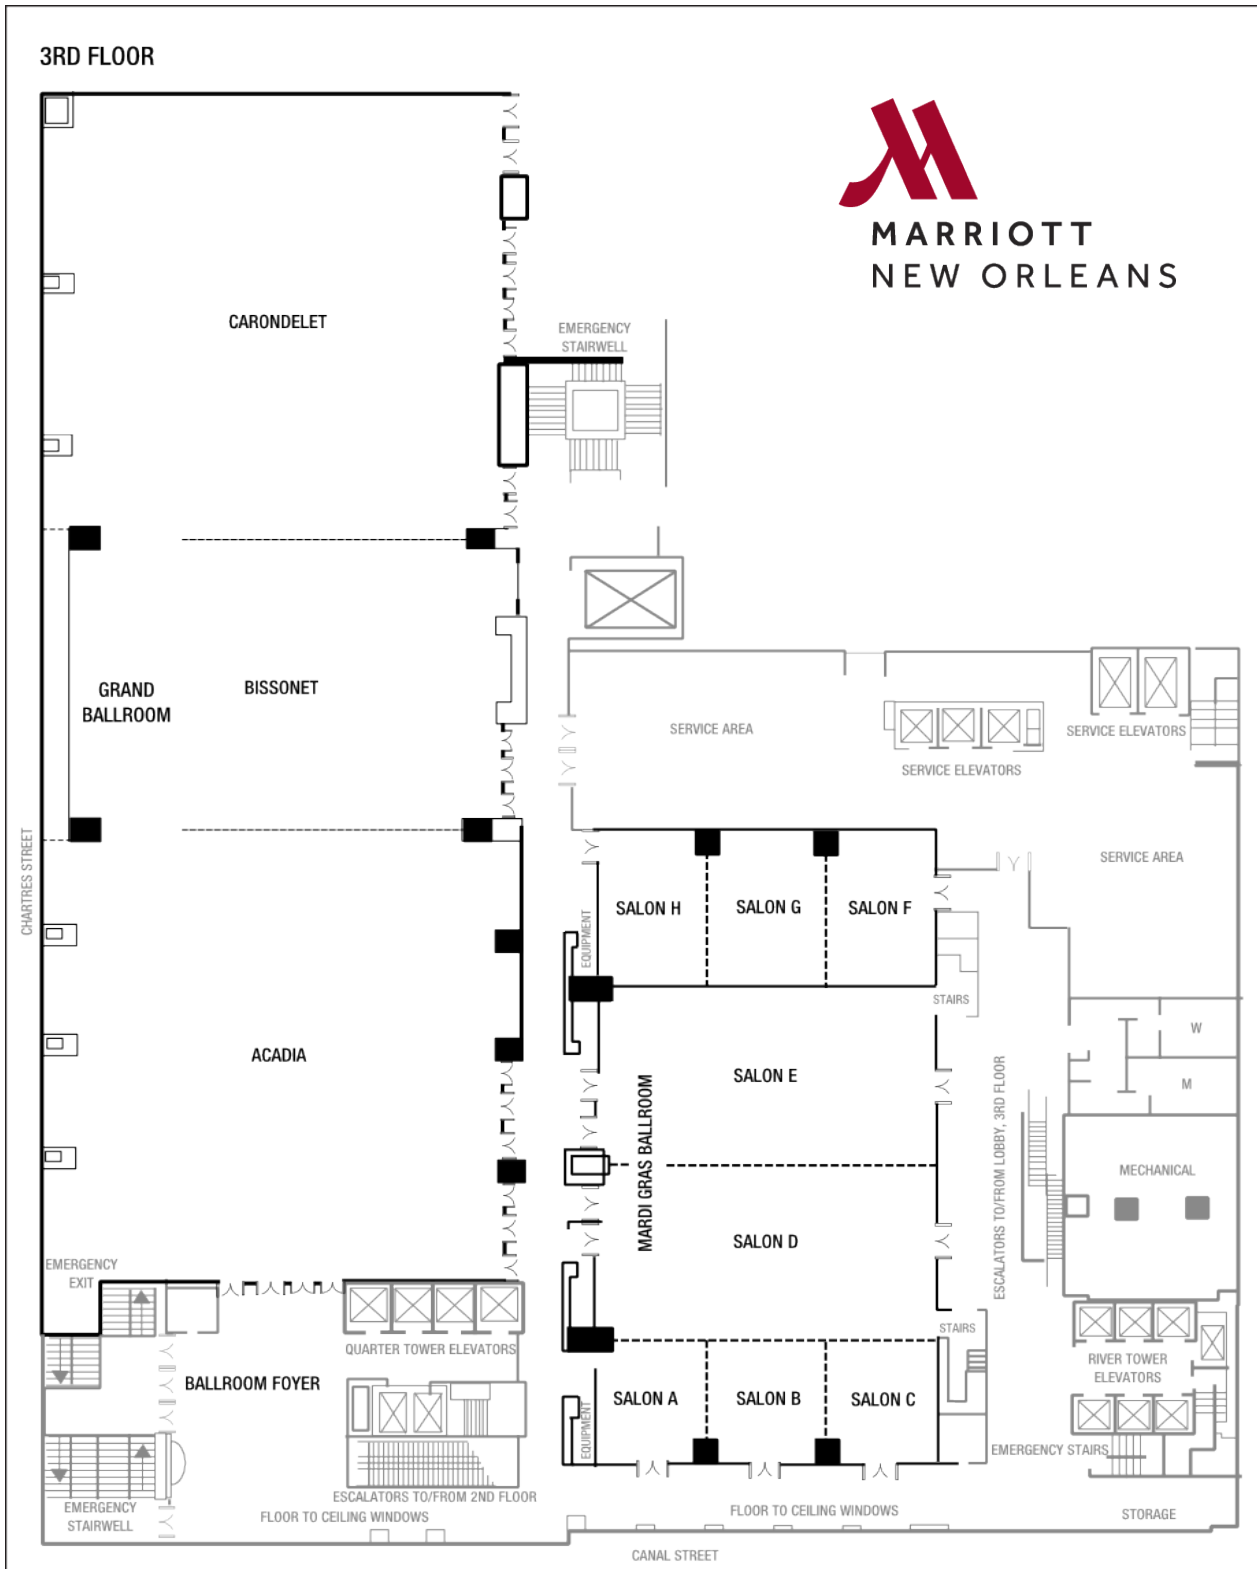 3RD FLOOR
MARRIOTT
NEW ORLEANS
CARONDELET
EMERGENCY
STAIRWELL
GRAND
BALLROOM
BISSONET
SERVICE AREA
SERVICE ELEVATORS
SERVICE ELEVATORS
CHARTRES STREET
SERVICE AREA
EQUIPMENT
SALON H
SALON G
SALON F
STAIRS
W
M
ACADIA
SALON E
MARDI GRAS BALLROOM
ESCALATORS TO/FROM LOBBY, 3RD FLOOR
MECHANICAL
SALON D
EMERGENCY
EXIT
STAIRS
QUARTER TOWER ELEVATORS
RIVER TOWER
ELEVATORS
BALLROOM FOYER
SALON A
SALON B
SALON C
EQUIPMENT
EMERGENCY STAIRS
ESCALATORS TO/FROM 2ND FLOOR
EMERGENCY
STAIRWELL
FLOOR TO CEILING WINDOWS
FLOOR TO CEILING WINDOWS
STORAGE
CANAL STREET